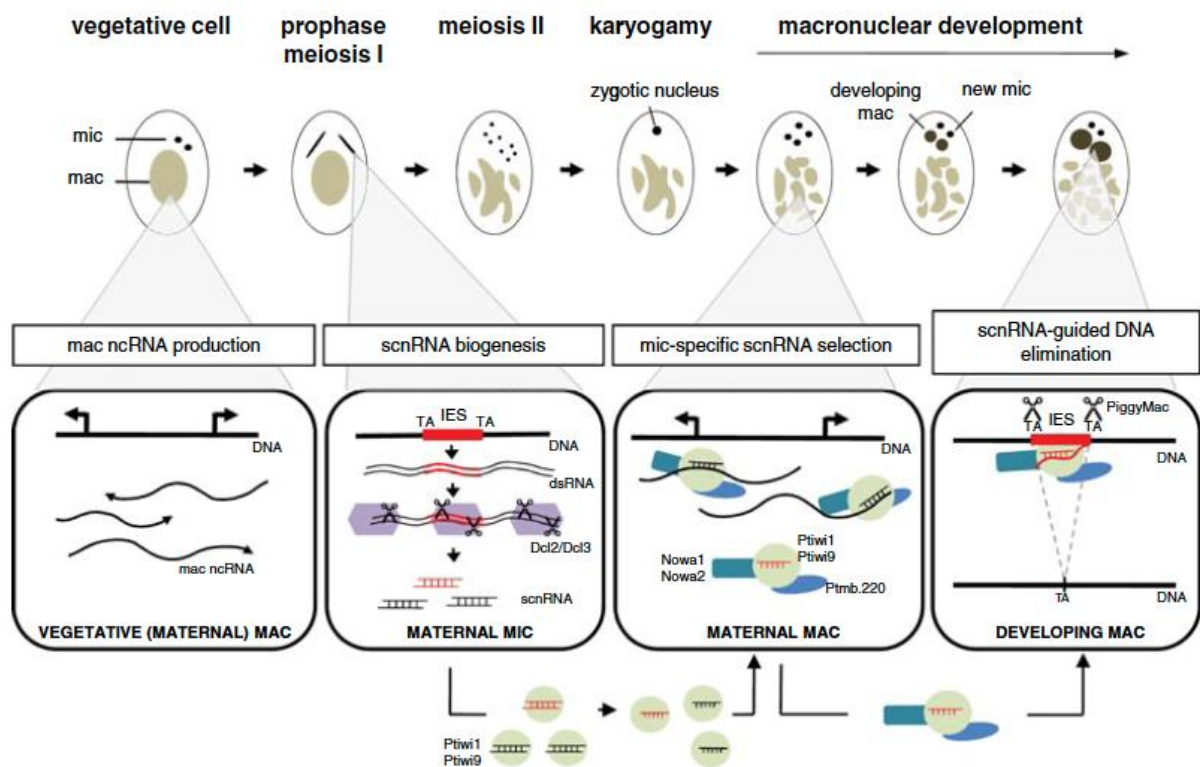 vegetative cell
prophase
meiosis I
meiosis II
karyogamy
macronuclear development
mic
mac
zygotic nucleus
developing
mac
new mic
mac ncRNA production
scnRNA biogenesis
mic-specific scnRNA selection
scnRNA-guided DNA
elimination
DNA
mac ncRNA
VEGETATIVE (MATERNAL) MAC
TA IES TA
DNA
dsRNA
Dcl2/Dcl3
scnRNA
MATERNAL MIC
DNA
Nowa1
Nowa2
Ptiwi1
Ptiwi9
Ptmb.220
MATERNAL MAC
PiggyMac
TA IES TA
DNA
TA
DNA
DEVELOPING MAC
Ptiwi1
Ptiwi9